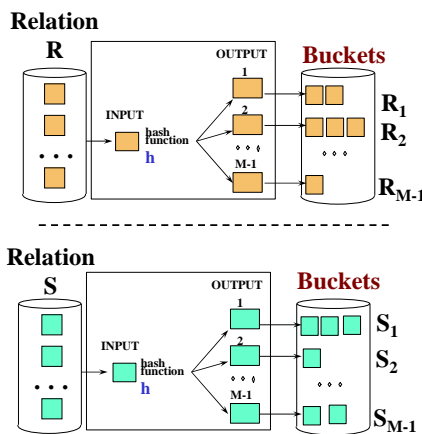 Relation
R
OUTPUT
Buckets
1
INPUT
hash
function
h
2
M-1
R1
R2
RM-1
Relation
S
OUTPUT
Buckets
1
INPUT
hash
function
h
2
M-1
S1
S2
SM-1